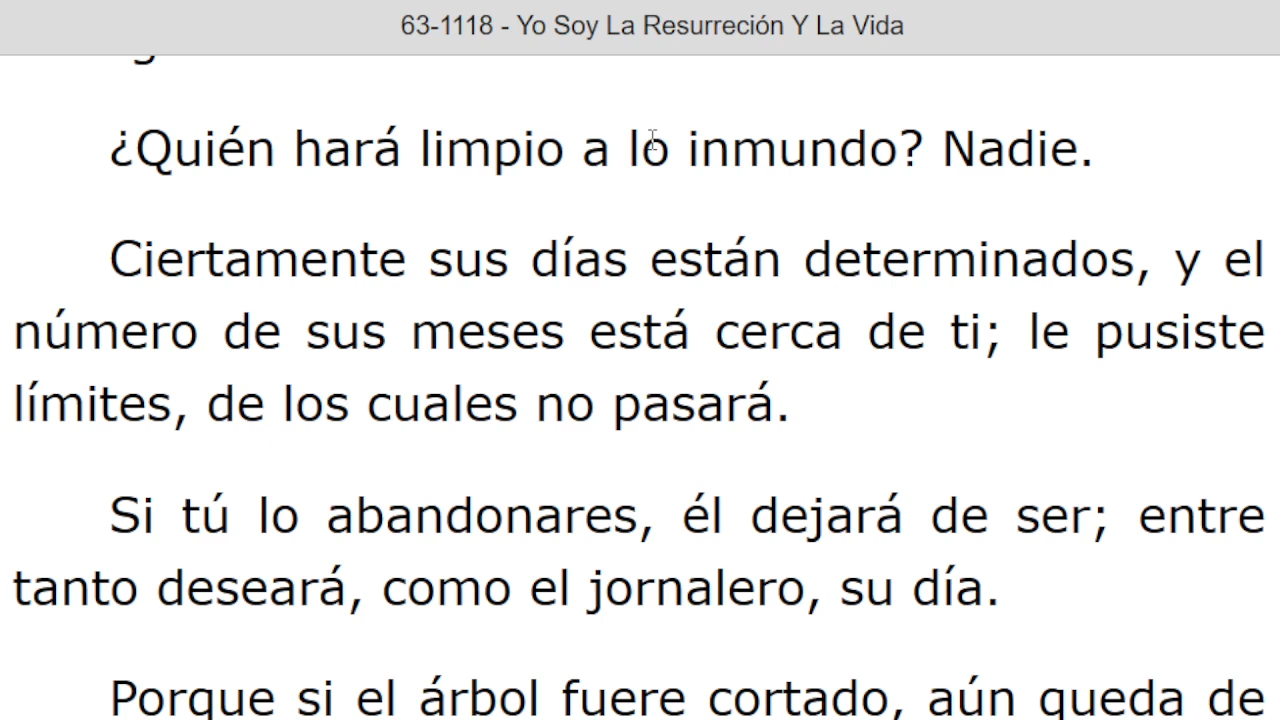 63-1118 - Yo Soy La Resurreción Y La Vida
¿Quién hará limpio a lo inmundo? Nadie.
Ciertamente sus días están determinados, y el
número de sus meses está cerca de ti; le pusiste
límites, de los cuales no pasará.
Si tú lo abandonares, él dejará de ser; entre
tanto deseará, como el jornalero, su día.
Porque si el árbol fuere cortado, aún queda de